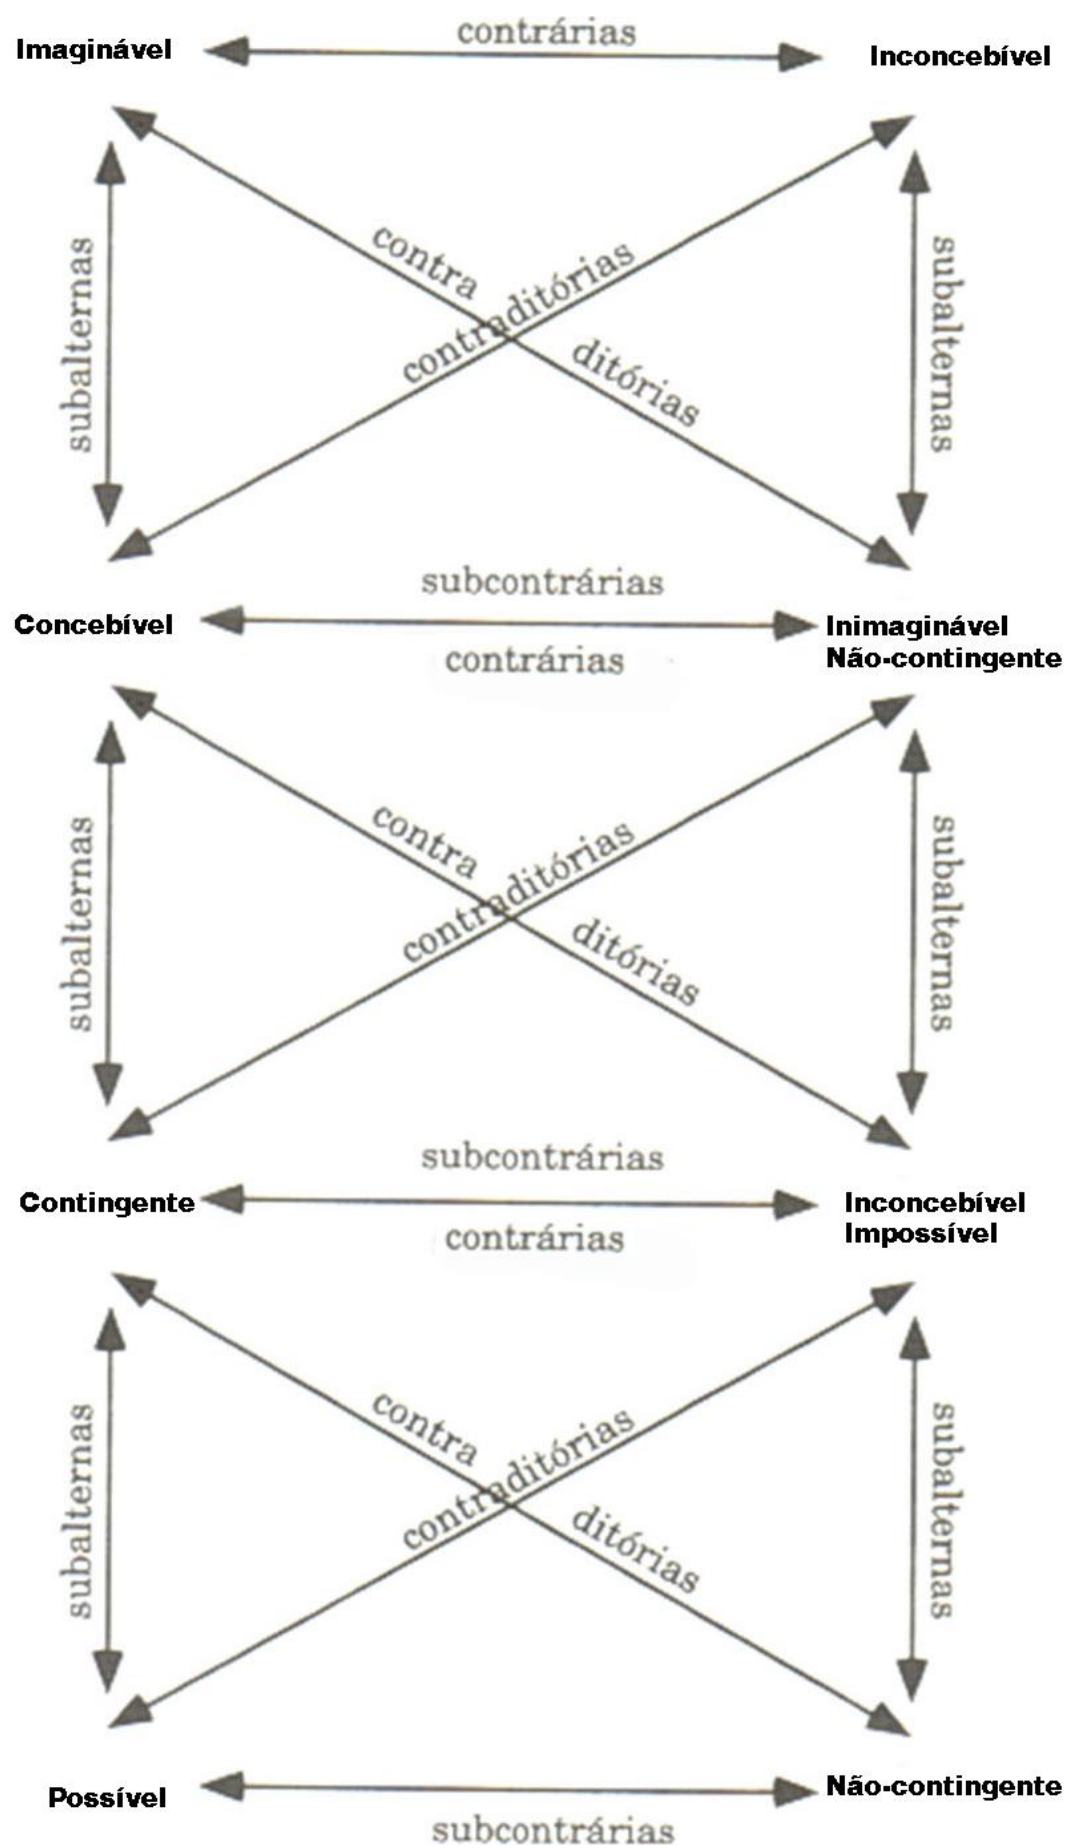 contrárias
Imaginável
Inconcebível
subalternas
contra
contraditórias
ditórias
subalternas
subcontrárias
Concebível
Inimaginável
Não-contingente
contrárias
subalternas
contra
contraditórias
ditórias
subalternas
subcontrárias
Contingente
Inconcebível
Impossível
contrárias
subalternas
contra
contraditórias
ditórias
subalternas
Possível
Não-contingente
subcontrárias